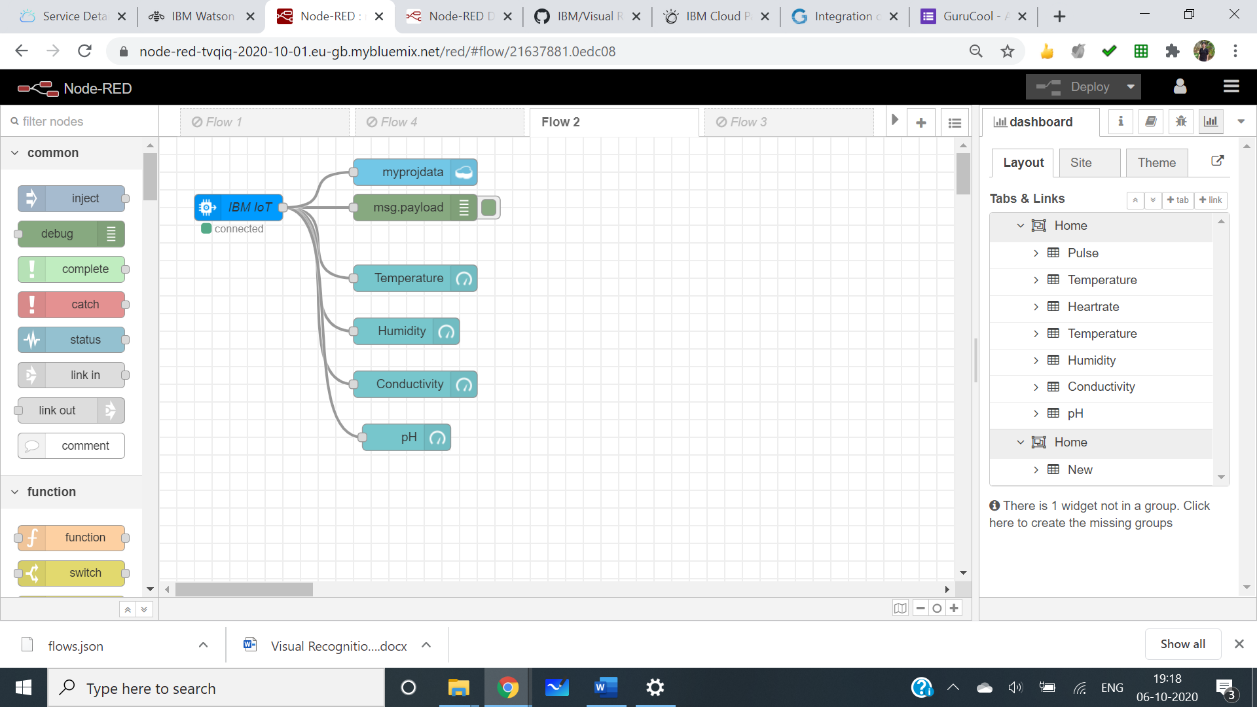 Service Deta
IBM Watson
Node-RED :
Node-RED D
IBM/Visual R
IBM Cloud P
Integration o
GuruCool - A
node-red-tvqiq-2020-10-01.eu-gb.mybluemix.net/red/#flow/21637881.0edc08
Node-RED
Deploy
filter nodes
Flow 1
Flow 4
Flow 2
Flow 3
dashboard
common
inject
debug
complete
catch
status
link in
link out
comment
function
function
switch
IBM IoT
connected
myprojdata
msg.payload
Temperature
Humidity
Conductivity
pH
Layout
Site
Theme
Tabs & Links
tab
link
Home
Pulse
Temperature
Heartrate
Temperature
Humidity
Conductivity
pH
Home
New
There is 1 widget not in a group. Click
here to create the missing groups
flows.json
Visual Recognitio....docx
Show all
Type here to search
ENG
19:18
06-10-2020
3